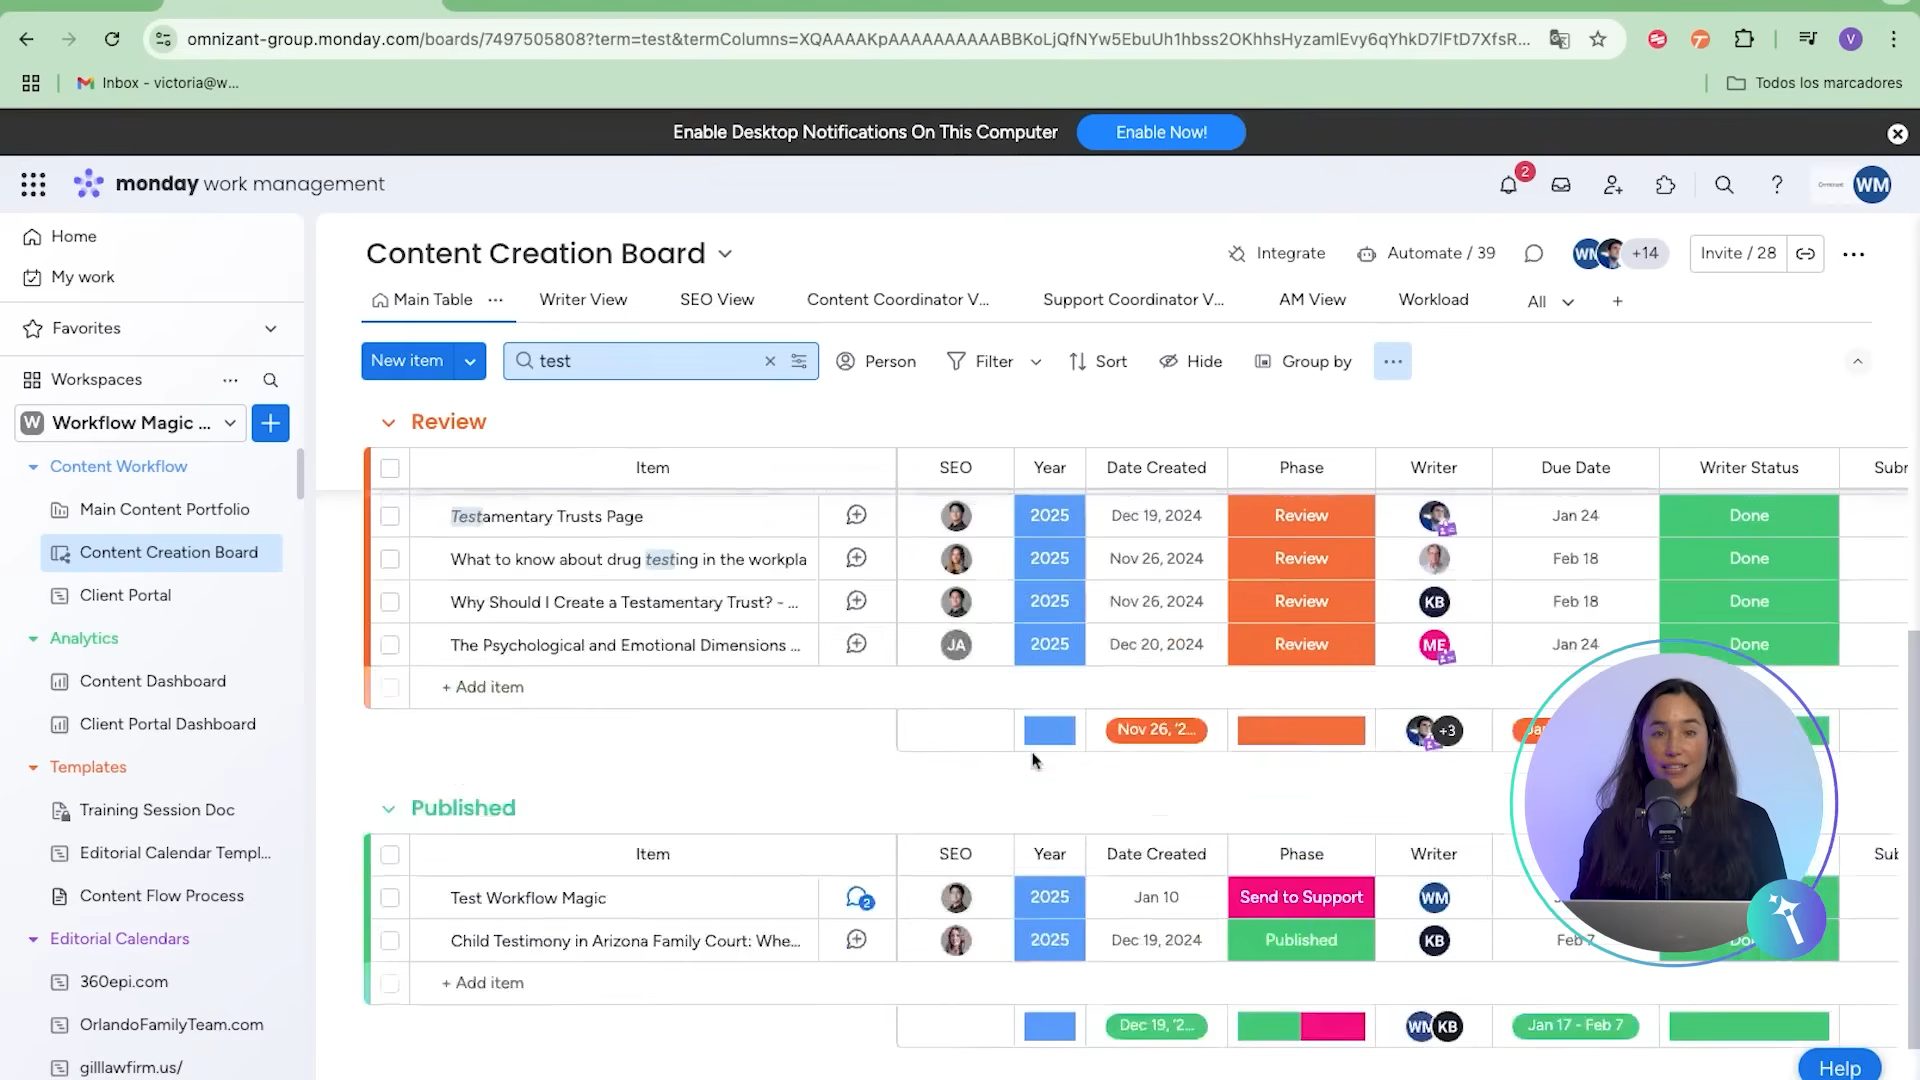 omnizant-group.monday.com/boards/7497505808?term=test&termColumns=XQAAAAKpAAAAAAAAAABBKoLjQfNYw5EbuUh1hbss2OKhhsHyzamlEvy6qYhkD7lFtD7XfsR...
V
Inbox - victoria@w...
Todos los marcadores
Enable Desktop Notifications On This Computer
Enable Now!
monday work management
2
WM
Home
My work
Favorites
Workspaces
W Workflow Magic ...
Content Workflow
Main Content Portfolio
Content Creation Board
Client Portal
Analytics
Content Dashboard
Client Portal Dashboard
Templates
Training Session Doc
Editorial Calendar Templ...
Content Flow Process
Editorial Calendars
360epi.com
OrlandoFamilyTeam.com
gilllawfirm.us/
Content Creation Board
Integrate
Automate / 39
+14
Invite / 28
Main Table
Writer View
SEO View
Content Coordinator V...
Support Coordinator V...
AM View
Workload
All
New item
test
Person
Filter
Sort
Hide
Group by
Review
Item SEO Year Date Created Phase Writer Due Date Writer Status
Testamentary Trusts Page 2025 Dec 19, 2024 Review Jan 24 Done
What to know about drug testing in the workpla 2025 Nov 26, 2024 Review Feb 18 Done
Why Should I Create a Testamentary Trust? - ... 2025 Nov 26, 2024 Review KB Feb 18 Done
The Psychological and Emotional Dimensions ... JA 2025 Dec 20, 2024 Review ME Jan 24 Done
+ Add item
Nov 26, '2...
+3
Published
Item SEO Year Date Created Phase Writer
Test Workflow Magic 2 2025 Jan 10 Send to Support WM
Child Testimony in Arizona Family Court: Whe... 2025 Dec 19, 2024 Published KB Feb 7
+ Add item
Dec 19, '2...
WM KB
Jan 17 - Feb 7
Help